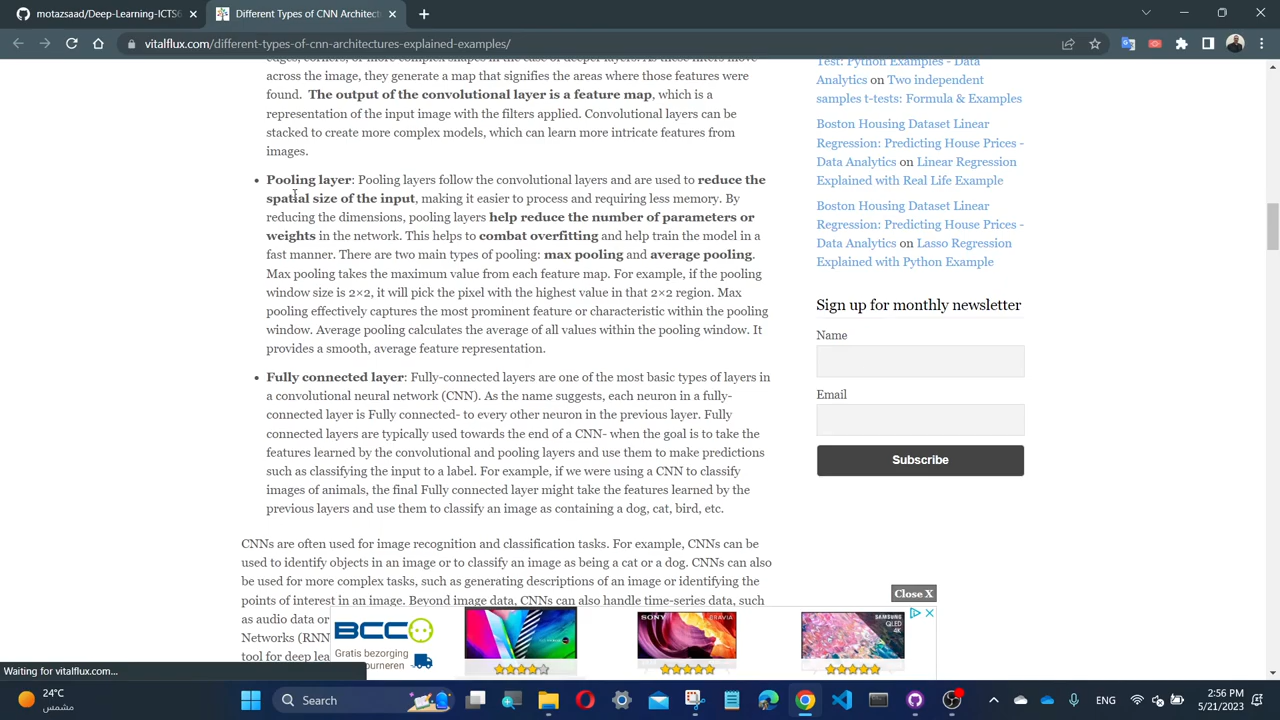 motazsaad/Deep-Learning-ICTS6
Different Types of CNN Architect
vitalflux.com/different-types-of-cnn-architectures-explained-examples/
edges, corners, or more complex shapes in the case of deeper layers. As these filters move
across the image, they generate a map that signifies the areas where those features were
found. The output of the convolutional layer is a feature map, which is a
representation of the input image with the filters applied. Convolutional layers can be
stacked to create more complex models, which can learn more intricate features from
images.
• Pooling layer: Pooling layers follow the convolutional layers and are used to reduce the
spatial size of the input, making it easier to process and requiring less memory. By
reducing the dimensions, pooling layers help reduce the number of parameters or
weights in the network. This helps to combat overfitting and help train the model in a
fast manner. There are two main types of pooling: max pooling and average pooling.
Max pooling takes the maximum value from each feature map. For example, if the pooling
window size is 2×2, it will pick the pixel with the highest value in that 2×2 region. Max
pooling effectively captures the most prominent feature or characteristic within the pooling
window. Average pooling calculates the average of all values within the pooling window. It
provides a smooth, average feature representation.
• Fully connected layer: Fully-connected layers are one of the most basic types of layers in
a convolutional neural network (CNN). As the name suggests, each neuron in a fully-
connected layer is Fully connected- to every other neuron in the previous layer. Fully
connected layers are typically used towards the end of a CNN- when the goal is to take the
features learned by the convolutional and pooling layers and use them to make predictions
such as classifying the input to a label. For example, if we were using a CNN to classify
images of animals, the final Fully connected layer might take the features learned by the
previous layers and use them to classify an image as containing a dog, cat, bird, etc.
CNNs are often used for image recognition and classification tasks. For example, CNNs can be
used to identify objects in an image or to classify an image as being a cat or a dog. CNNs can also
be used for more complex tasks, such as generating descriptions of an image or identifying the
points of interest in an image. Beyond image data, CNNs can also handle time-series data, such
as audio data or
Networks (RNN
tool for deep lea
Test: Python Examples - Data
Analytics on Two independent
samples t-tests: Formula & Examples
Boston Housing Dataset Linear
Regression: Predicting House Prices -
Data Analytics on Linear Regression
Explained with Real Life Example
Boston Housing Dataset Linear
Regression: Predicting House Prices -
Data Analytics on Lasso Regression
Explained with Python Example
Sign up for monthly newsletter
Name
Email
Subscribe
Close X
BCC
Gratis bezorging
SONY BRAVIA
SAMSUNG
QLED
4K
Waiting for vitalflux.com...
24°C
مشمس
Search
ENG
2:56 PM
5/21/2023